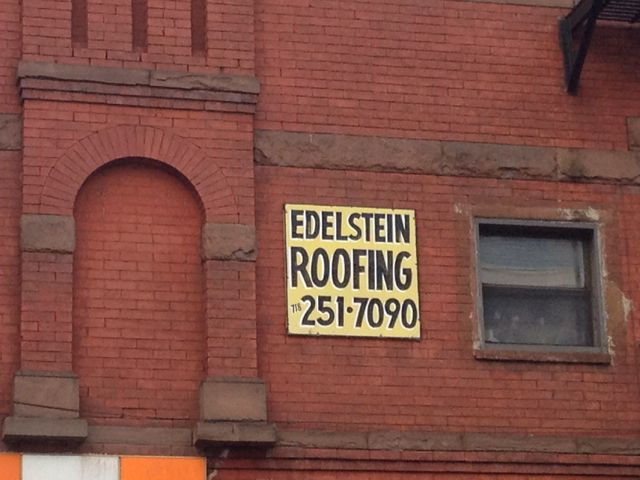 EDELSTEIN
ROOFING
718 251-7090